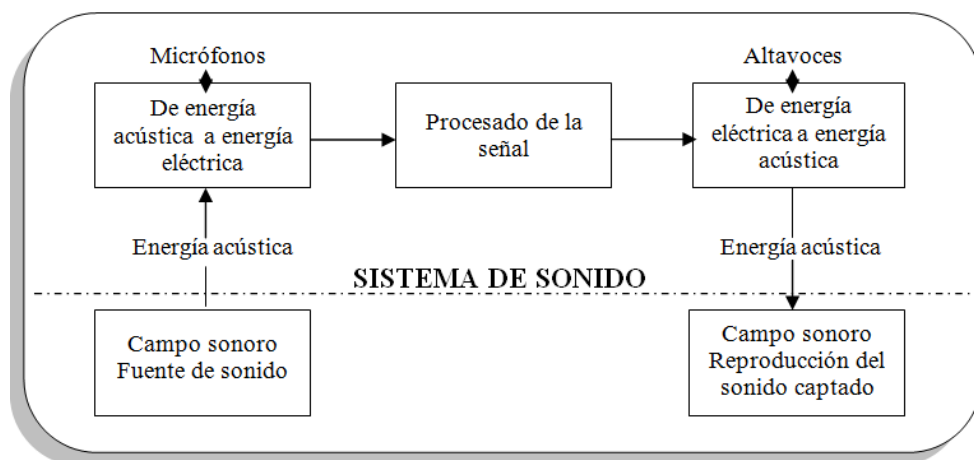 Micrófonos
De energía
acústica a energía
eléctrica
Procesado de la
señal
Altavoces
De energía
eléctrica a energía
acústica
Energía acústica
Energía acústica
SISTEMA DE SONIDO
Campo sonoro
Fuente de sonido
Campo sonoro
Reproducción del
sonido captado